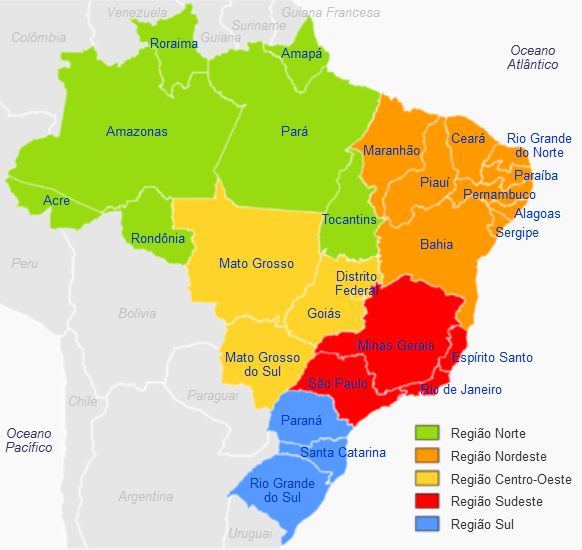 Venezuela
Guiana Francesa
Suriname
Guiana
Colômbia
Roraima
Amapá
Oceano
Atlântico
Amazonas
Pará
Maranhão
Ceará
Rio Grande
do Norte
Piauí
Paraíba
Pernambuco
Acre
Tocantins
Alagoas
Sergipe
Rondônia
Bahia
Peru
Mato Grosso
Distrito
Federal
Bolivia
Goiás
Minas Gerais
Espírito Santo
Mato Grosso
do Sul
São Paulo
Rio de Janeiro
Paraguai
Chile
Paraná
Oceano
Pacífico
Santa Catarina
Rio Grande
do Sul
Argentina
Uruguai
Região Norte
Região Nordeste
Região Centro-Oeste
Região Sudeste
Região Sul